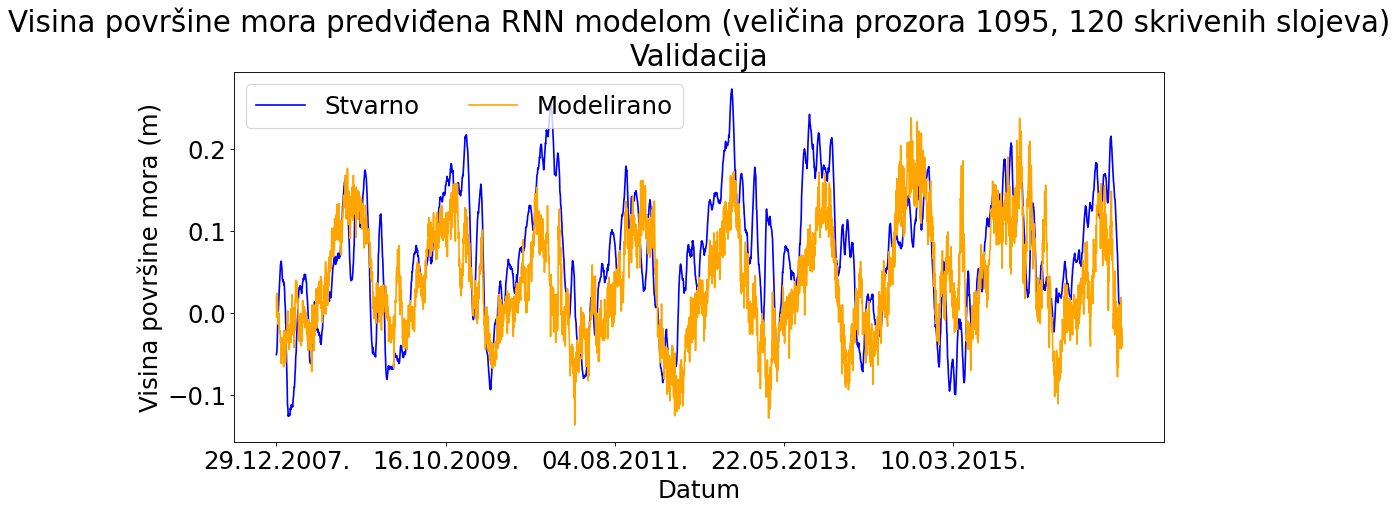 Visina površine mora predviđena RNN modelom (veličina prozora 1095, 120 skrivenih slojeva)
Validacija
Stvarno
Modelirano
Visina površine mora (m)
0.2
0.1
0.0
−0.1
29.12.2007.
16.10.2009.
04.08.2011.
22.05.2013.
10.03.2015.
Datum